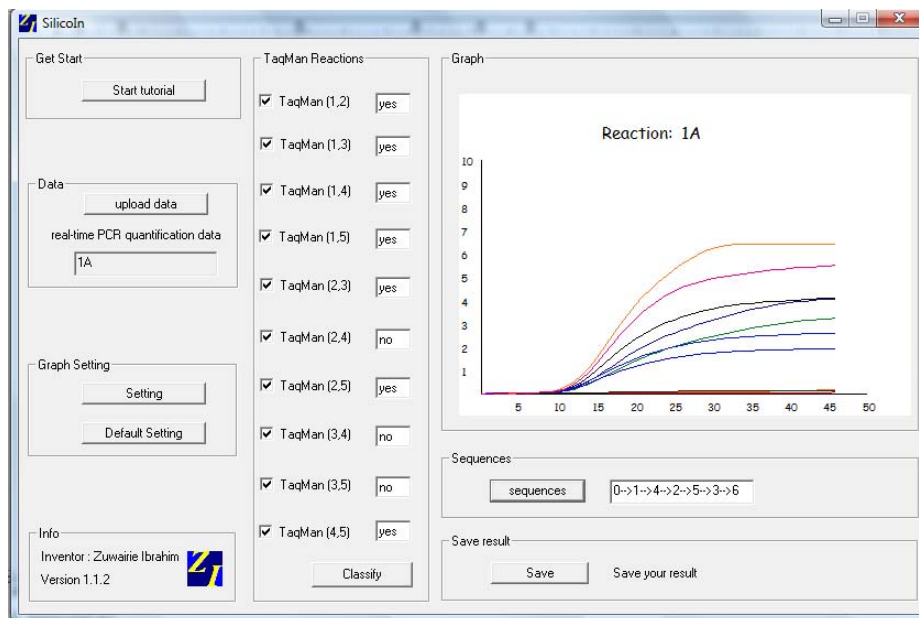 SilicoIn
Get Start
Start tutorial
Data
upload data
real-time PCR quantification data
1A
Graph Setting
Setting
Default Setting
Info
Inventor : Zuwairie Ibrahim
Version 1.1.2
ZI
TaqMan Reactions
TaqMan (1,2) yes
TaqMan (1,3) yes
TaqMan (1,4) yes
TaqMan (1,5) yes
TaqMan (2,3) yes
TaqMan (2,4) no
TaqMan (2,5) yes
TaqMan (3,4) no
TaqMan (3,5) no
TaqMan (4,5) yes
Classify
Graph
Reaction: 1A
10
9
8
7
6
5
4
3
2
1
5 10 15 20 25 30 35 40 45 50
Sequences
sequences 0-->1-->4-->2-->5-->3-->6
Save result
Save Save your result